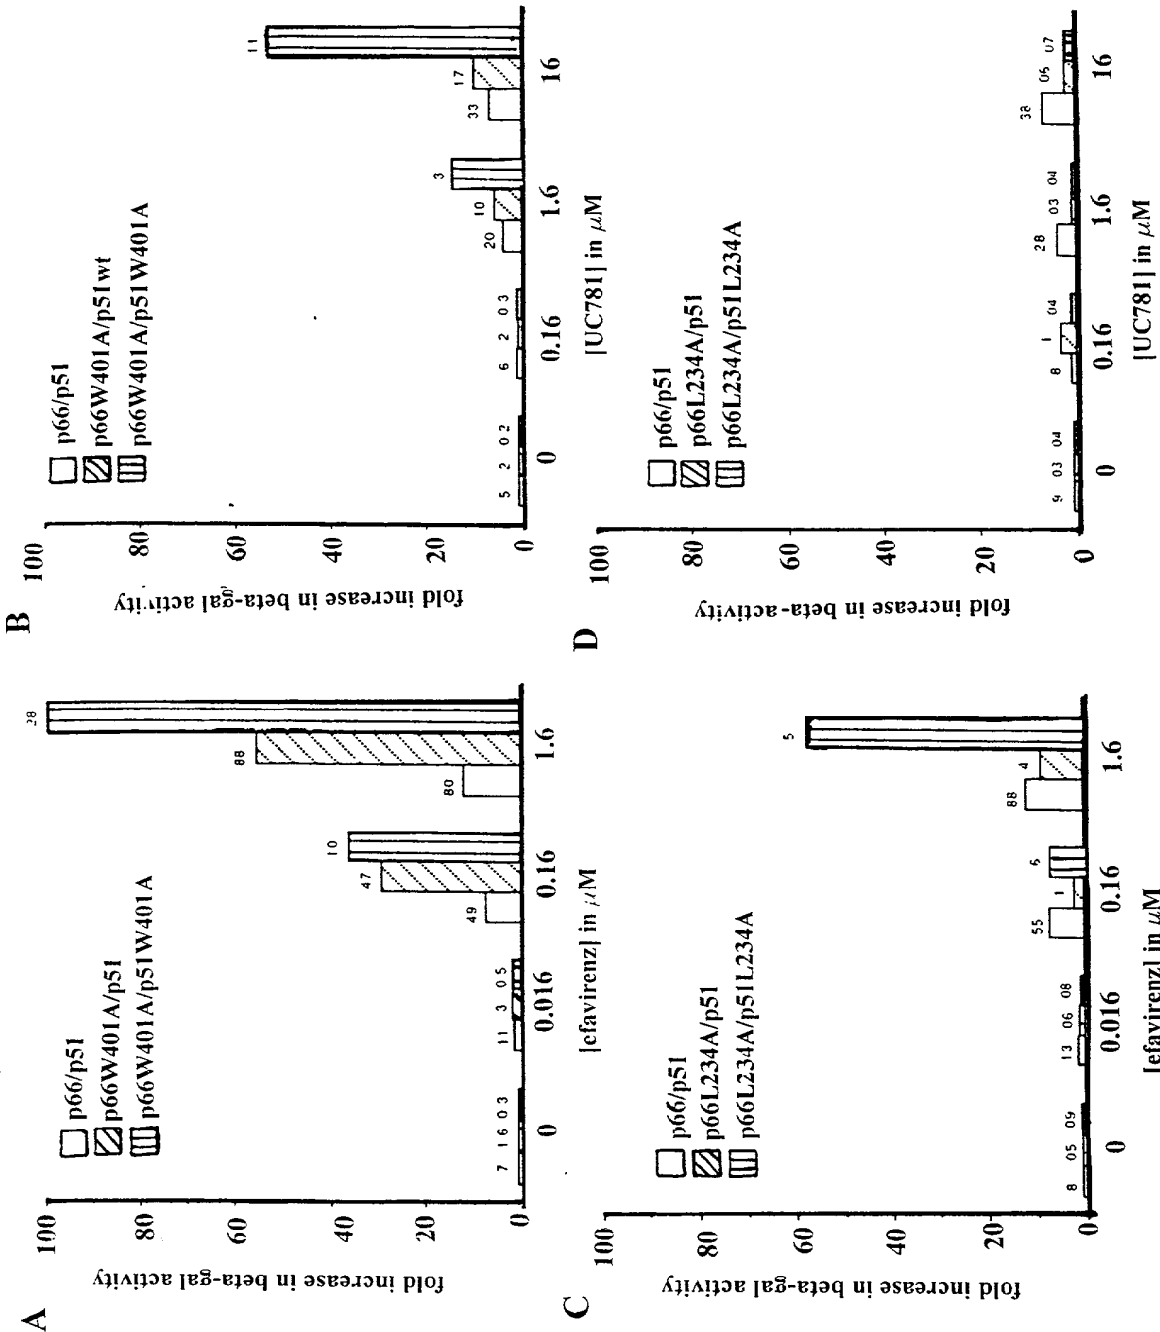 A
fold increase in beta-gal activity
100
80
60
40
20
0
p66/p51
p66W401A/p51
p66W401A/p51W401A
7 1 6 0 3
11 3 0 5
49 47 10
80 88 28
0 0.016 0.16 1.6
[efavirenz] in μM
B
fold increase in beta-gal activity
100
80
60
40
20
0
p66/p51
p66W401A/p51wt
p66W401A/p51W401A
5 2 0 2
6 2 0 3
20 10 3
33 17 11
0 0.16 1.6 16
[UC781] in μM
C
fold increase in beta-gal activity
100
80
60
40
20
0
p66/p51
p66L234A/p51
p66L234A/p51L234A
8 05 09
13 06 08
55 1 6
88 4 5
0 0.016 0.16 1.6
[efavirenz] in μM
D
fold increase in beta-activity
100
80
60
40
20
0
p66/p51
p66L234A/p51
p66L234A/p51L234A
9 03 04
8 1 04
28 03 04
38 06 07
0 0.16 1.6 16
[UC781] in μM